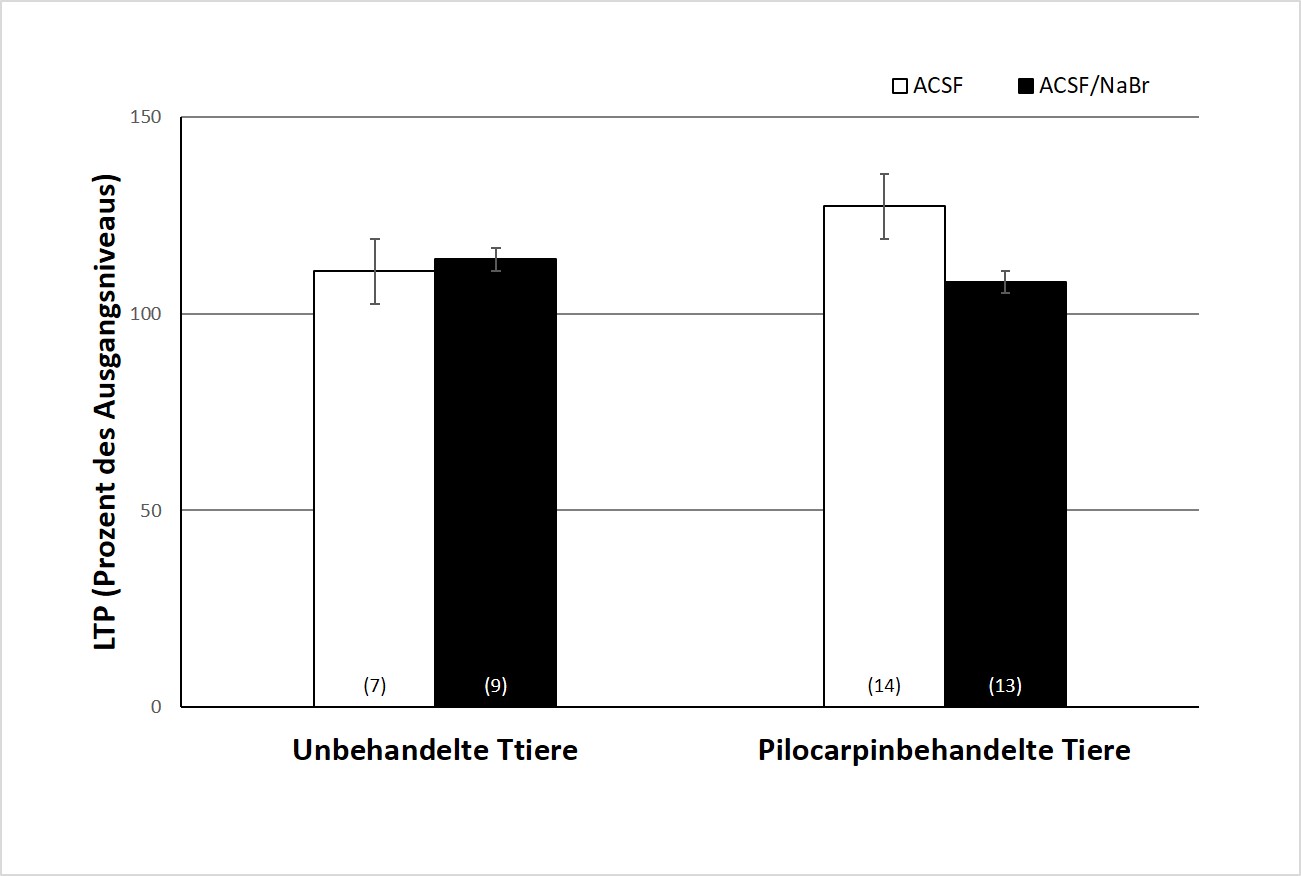 ACSF
ACSF/NaBr
150
100
50
0
LTP (Prozent des Ausgangsniveaus)
(7)
(9)
(14)
(13)
Unbehandelte Ttiere
Pilocarpinbehandelte Tiere